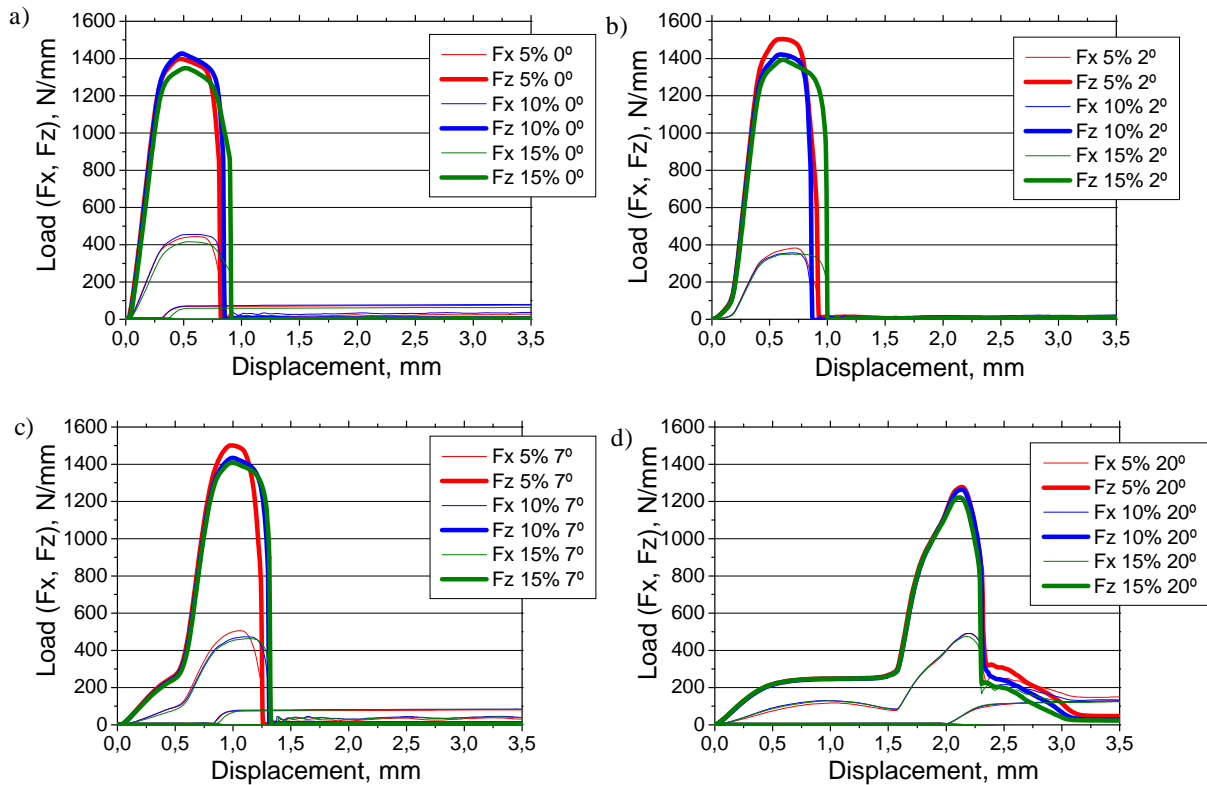 a)
Load (Fx, Fz), N/mm
1600
1400
1200
1000
800
600
400
200
0
0,0 0,5 1,0 1,5 2,0 2,5 3,0 3,5
Displacement, mm
Fx 5% 0º
Fz 5% 0º
Fx 10% 0º
Fz 10% 0º
Fx 15% 0º
Fz 15% 0º
b)
Load (Fx, Fz), N/mm
1600
1400
1200
1000
800
600
400
200
0
0,0 0,5 1,0 1,5 2,0 2,5 3,0 3,5
Displacement, mm
Fx 5% 2º
Fz 5% 2º
Fx 10% 2º
Fz 10% 2º
Fx 15% 2º
Fz 15% 2º
c)
Load (Fx, Fz), N/mm
1600
1400
1200
1000
800
600
400
200
0
0,0 0,5 1,0 1,5 2,0 2,5 3,0 3,5
Displacement, mm
Fx 5% 7º
Fz 5% 7º
Fx 10% 7º
Fz 10% 7º
Fx 15% 7º
Fz 15% 7º
d)
Load (Fx, Fz), N/mm
1600
1400
1200
1000
800
600
400
200
0
0,0 0,5 1,0 1,5 2,0 2,5 3,0 3,5
Displacement, mm
Fx 5% 20º
Fz 5% 20º
Fx 10% 20º
Fz 10% 20º
Fx 15% 20º
Fz 15% 20º